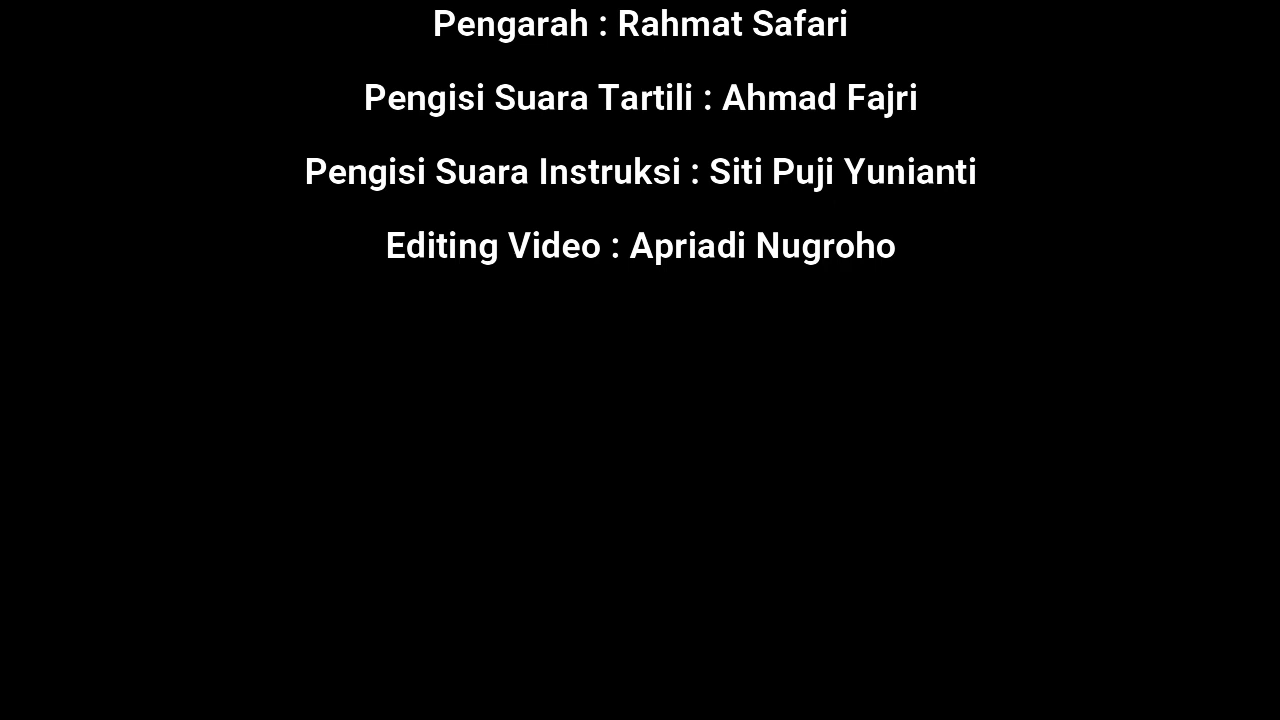 Pengarah : Rahmat Safari
Pengisi Suara Tartili : Ahmad Fajri
Pengisi Suara Instruksi : Siti Puji Yunianti
Editing Video : Apriadi Nugroho